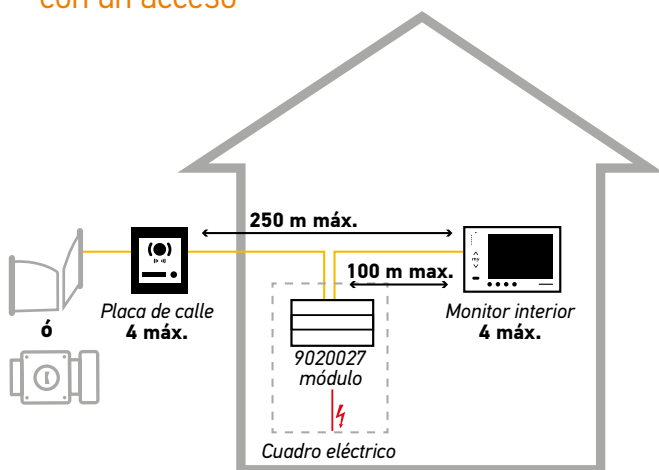 con un acceso
250 m máx.
100 m max.
ó
Placa de calle
4 máx.
Monitor interior
4 máx.
9020027
módulo
Cuadro eléctrico